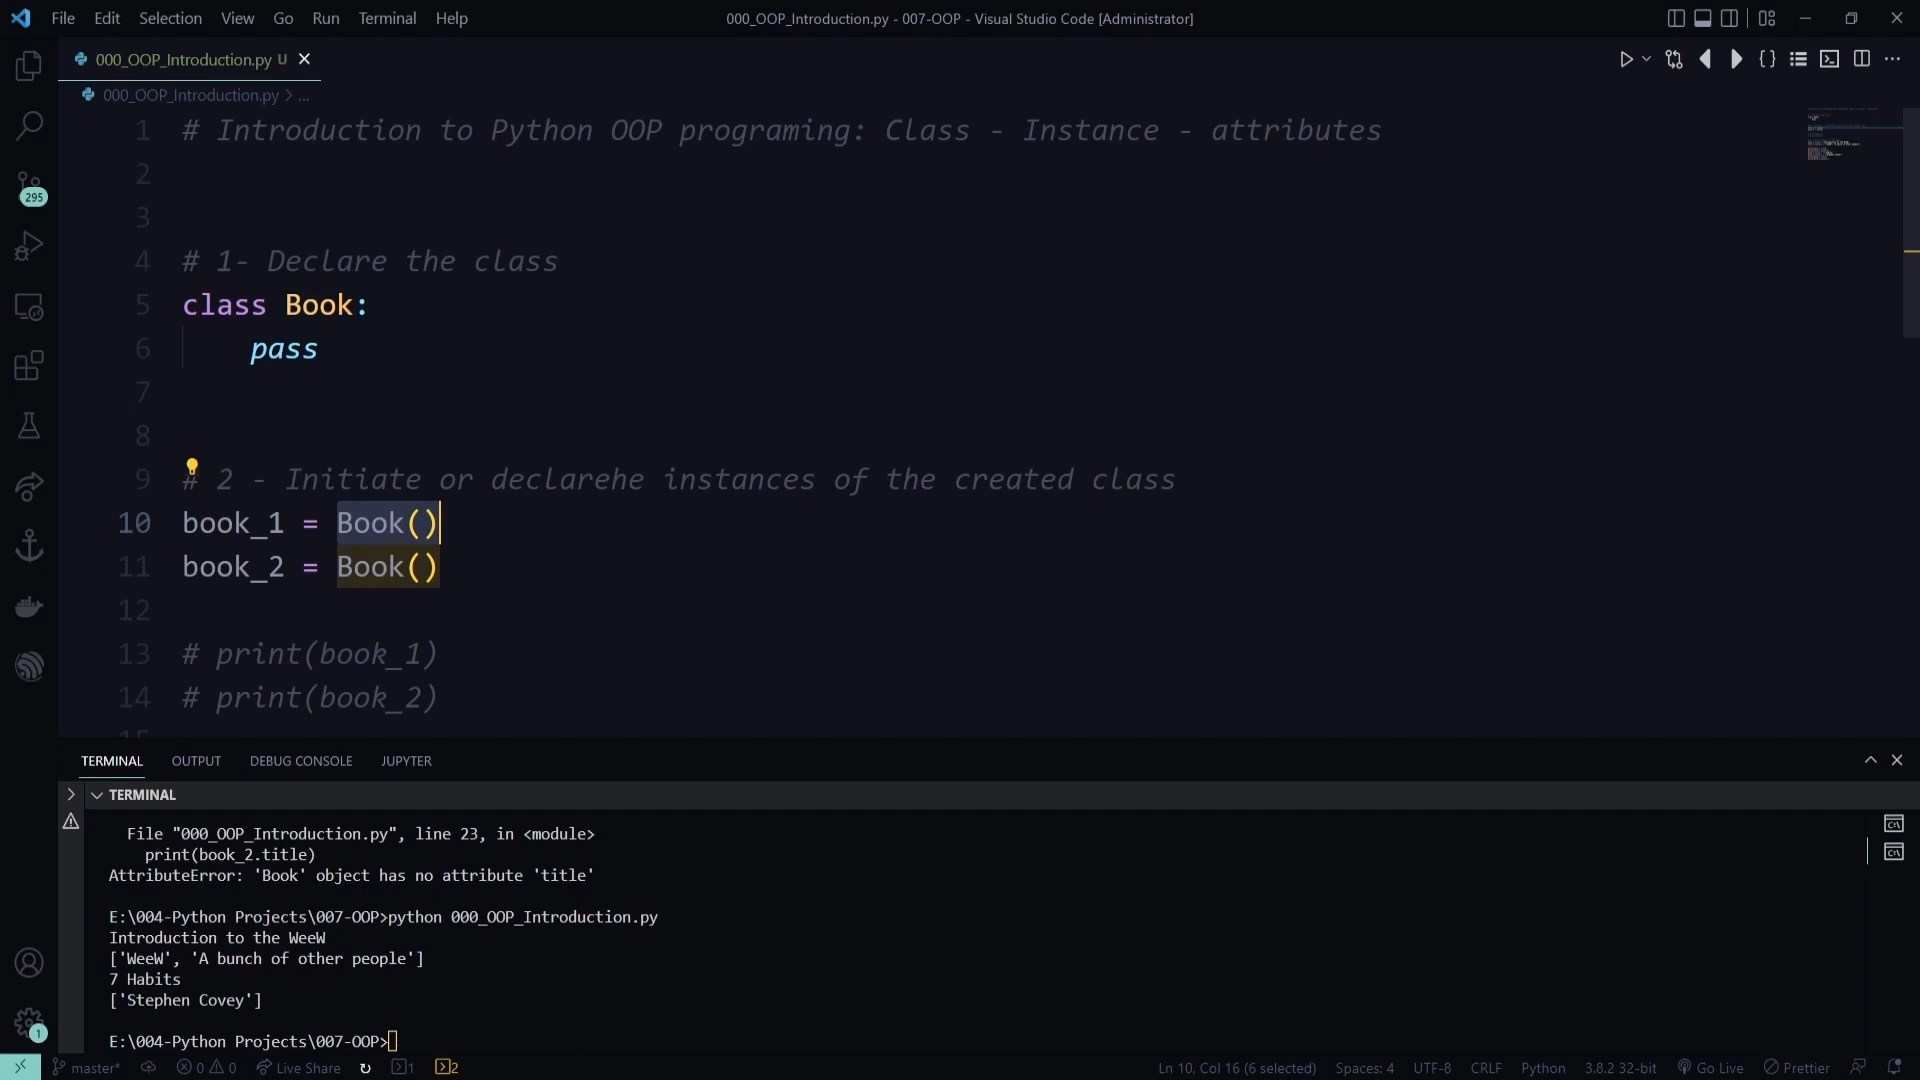 File Edit Selection View Go Run Terminal Help 000_OOP_Introduction.py - 007-OOP - Visual Studio Code [Administrator]
000_OOP_Introduction.py U
000_OOP_Introduction.py > ...
295
1 # Introduction to Python OOP programing: Class - Instance - attributes
2
3
4 # 1- Declare the class
5 class Book:
6 pass
7
8
9 # 2 - Initiate or declarehe instances of the created class
10 book_1 = Book()
11 book_2 = Book()
12
13 # print(book_1)
14 # print(book_2)
15
TERMINAL OUTPUT DEBUG CONSOLE JUPYTER
TERMINAL
File "000_OOP_Introduction.py", line 23, in <module>
print(book_2.title)
AttributeError: 'Book' object has no attribute 'title'
E:\004-Python Projects\007-OOP>python 000_OOP_Introduction.py
Introduction to the WeeW
['WeeW', 'A bunch of other people']
7 Habits
['Stephen Covey']
E:\004-Python Projects\007-OOP>
1
master* 0 0 Live Share 1 2 Ln 10, Col 16 (6 selected) Spaces: 4 UTF-8 CRLF Python 3.8.2 32-bit Go Live Prettier